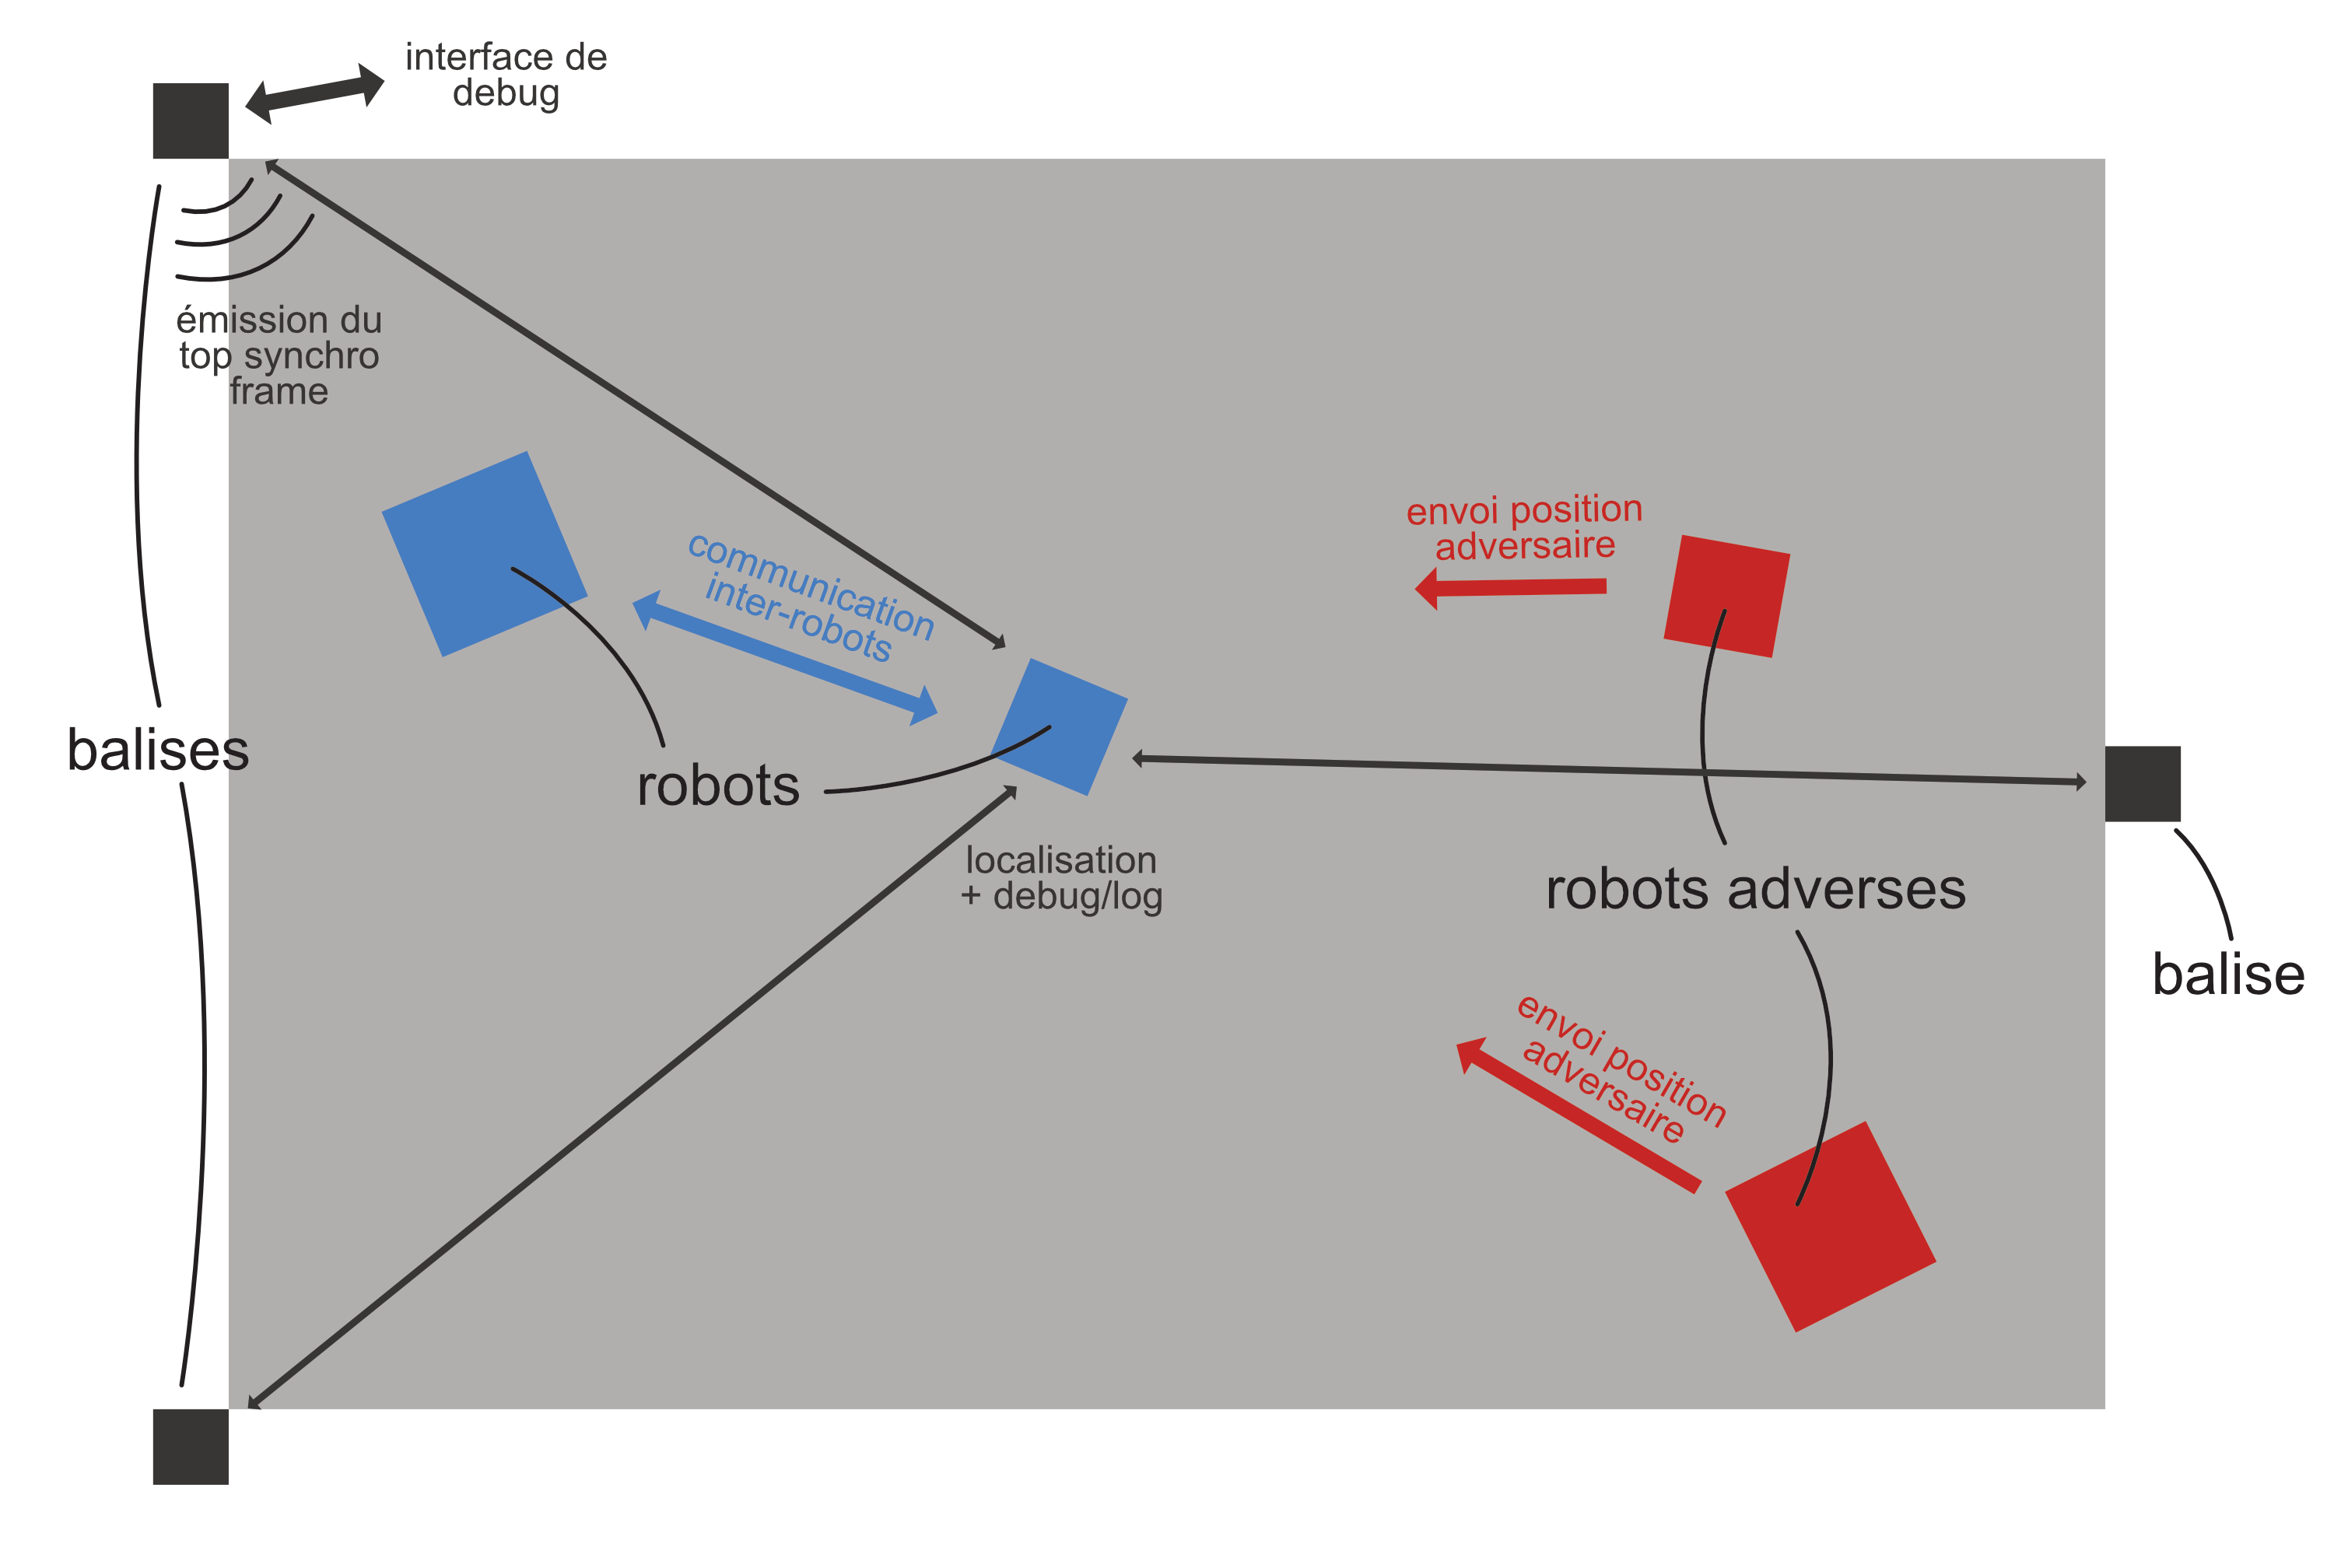 interface de
debug
émission du
top synchro
frame
communication
inter-robots
envoi position
adversaire
balises
robots
localisation
+ debug/log
robots adverses
balise
envoi position
adversaire